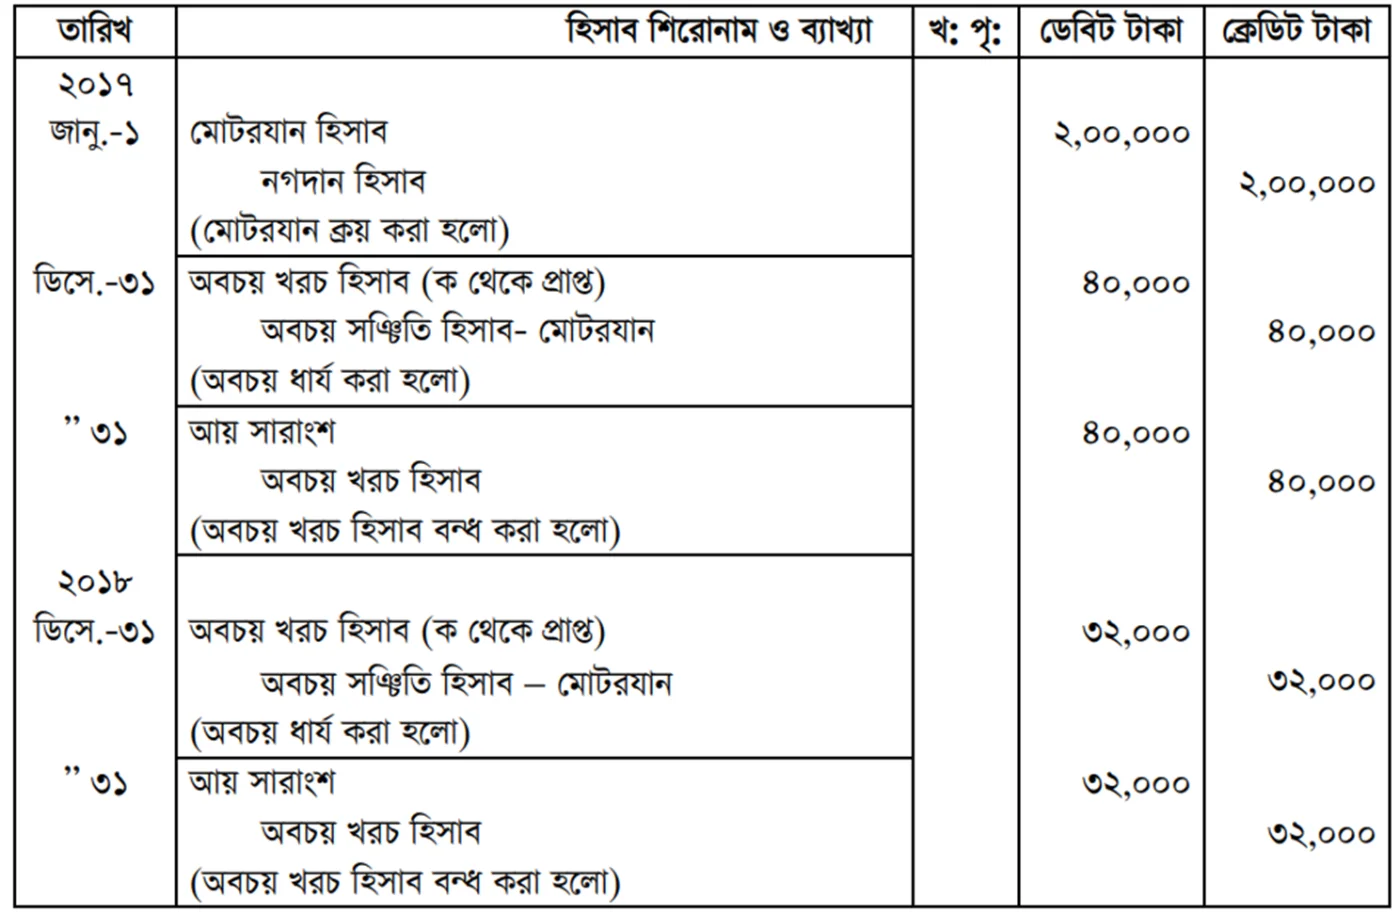 তারিখ হিসাব শিরোনাম ও ব্যাখ্যা খ: পৃ: ডেবিট টাকা ক্রেডিট টাকা
২০১৭
জানু.-১ মোটরযান হিসাব ২,০০,০০০
নগদান হিসাব ২,০০,০০০
(মোটরযান ক্রয় করা হলো)
ডিসে.-৩১ অবচয় খরচ হিসাব (ক থেকে প্রাপ্ত) ৪০,০০০
অবচয় সঞ্চিতি হিসাব- মোটরযান ৪০,০০০
(অবচয় ধার্য করা হলো)
” ৩১ আয় সারাংশ ৪০,০০০
অবচয় খরচ হিসাব ৪০,০০০
(অবচয় খরচ হিসাব বন্ধ করা হলো)
২০১৮
ডিসে.-৩১ অবচয় খরচ হিসাব (ক থেকে প্রাপ্ত) ৩২,০০০
অবচয় সঞ্চিতি হিসাব – মোটরযান ৩২,০০০
(অবচয় ধার্য করা হলো)
” ৩১ আয় সারাংশ ৩২,০০০
অবচয় খরচ হিসাব ৩২,০০০
(অবচয় খরচ হিসাব বন্ধ করা হলো)